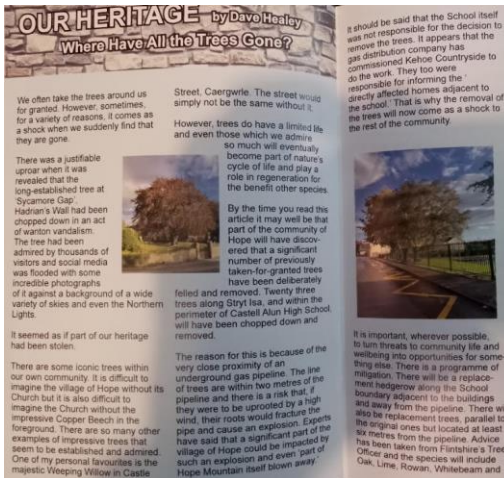 OUR HERITAGE by Dave Healey
Where Have All the Trees Gone?
We often take the trees around us
for granted. However, sometimes,
for a variety of reasons, it comes as
a shock when we suddenly find that
they are gone.
There was a justifiable
uproar when it was
revealed that the
long-established tree at
'Sycamore Gap',
Hadrian's Wall had been
chopped down in an act
of wanton vandalism.
The tree had been
admired by thousands of
visitors and social media
was flooded with some
incredible photographs
of it against a background of a wide
variety of skies and even the Northern
Lights.
It seemed as if part of our heritage
had been stolen.
There are some iconic trees within
our own community. It is difficult to
imagine the village of Hope without its
Church but it is also difficult to
imagine the Church without the
impressive Copper Beech in the
foreground. There are so many other
examples of impressive trees that
seem to be established and admired.
One of my personal favourites is the
majestic Weeping Willow in Castle
Street, Caergwrle. The street would
simply not be the same without it.
However, trees do have a limited life
and even those which we admire
so much will eventually
become part of nature's
cycle of life and play a
role in regeneration for
the benefit other species.
By the time you read this
article it may well be that
part of the community of
Hope will have discov-
ered that a significant
number of previously
taken-for-granted trees
have been deliberately
felled and removed. Twenty three
trees along Stryt Isa, and within the
perimeter of Castell Alun High School,
will have been chopped down and
removed.
The reason for this is because of the
very close proximity of an
underground gas pipeline. The line
of trees are within two metres of the
pipeline and there is a risk that, if
they were to be uprooted by a high
wind, their roots would fracture the
pipe and cause an explosion. Experts
have said that a significant part of the
village of Hope could be impacted by
such an explosion and even 'part of
Hope Mountain itself blown away.'
It should be said that the School itself
was not responsible for the decision to
remove the trees. It appears that the
gas distribution company has
commissioned Kehoe Countryside to
do the work. They too were
responsible for informing the '
directly affected homes adjacent to
the school.' That is why the removal of
the trees will now come as a shock to
the rest of the community.
It is important, wherever possible,
to turn threats to community life and
wellbeing into opportunities for some-
thing else. There is a programme of
mitigation. There will be a replace-
ment hedgerow along the School
boundary adjacent to the buildings
and away from the pipeline. There will
also be replacement trees, parallel to
the original ones but located at least
six metres from the pipeline. Advice
has been taken from Flintshire's Tree
Officer and the species will include
Oak, Lime, Rowan, Whitebeam and